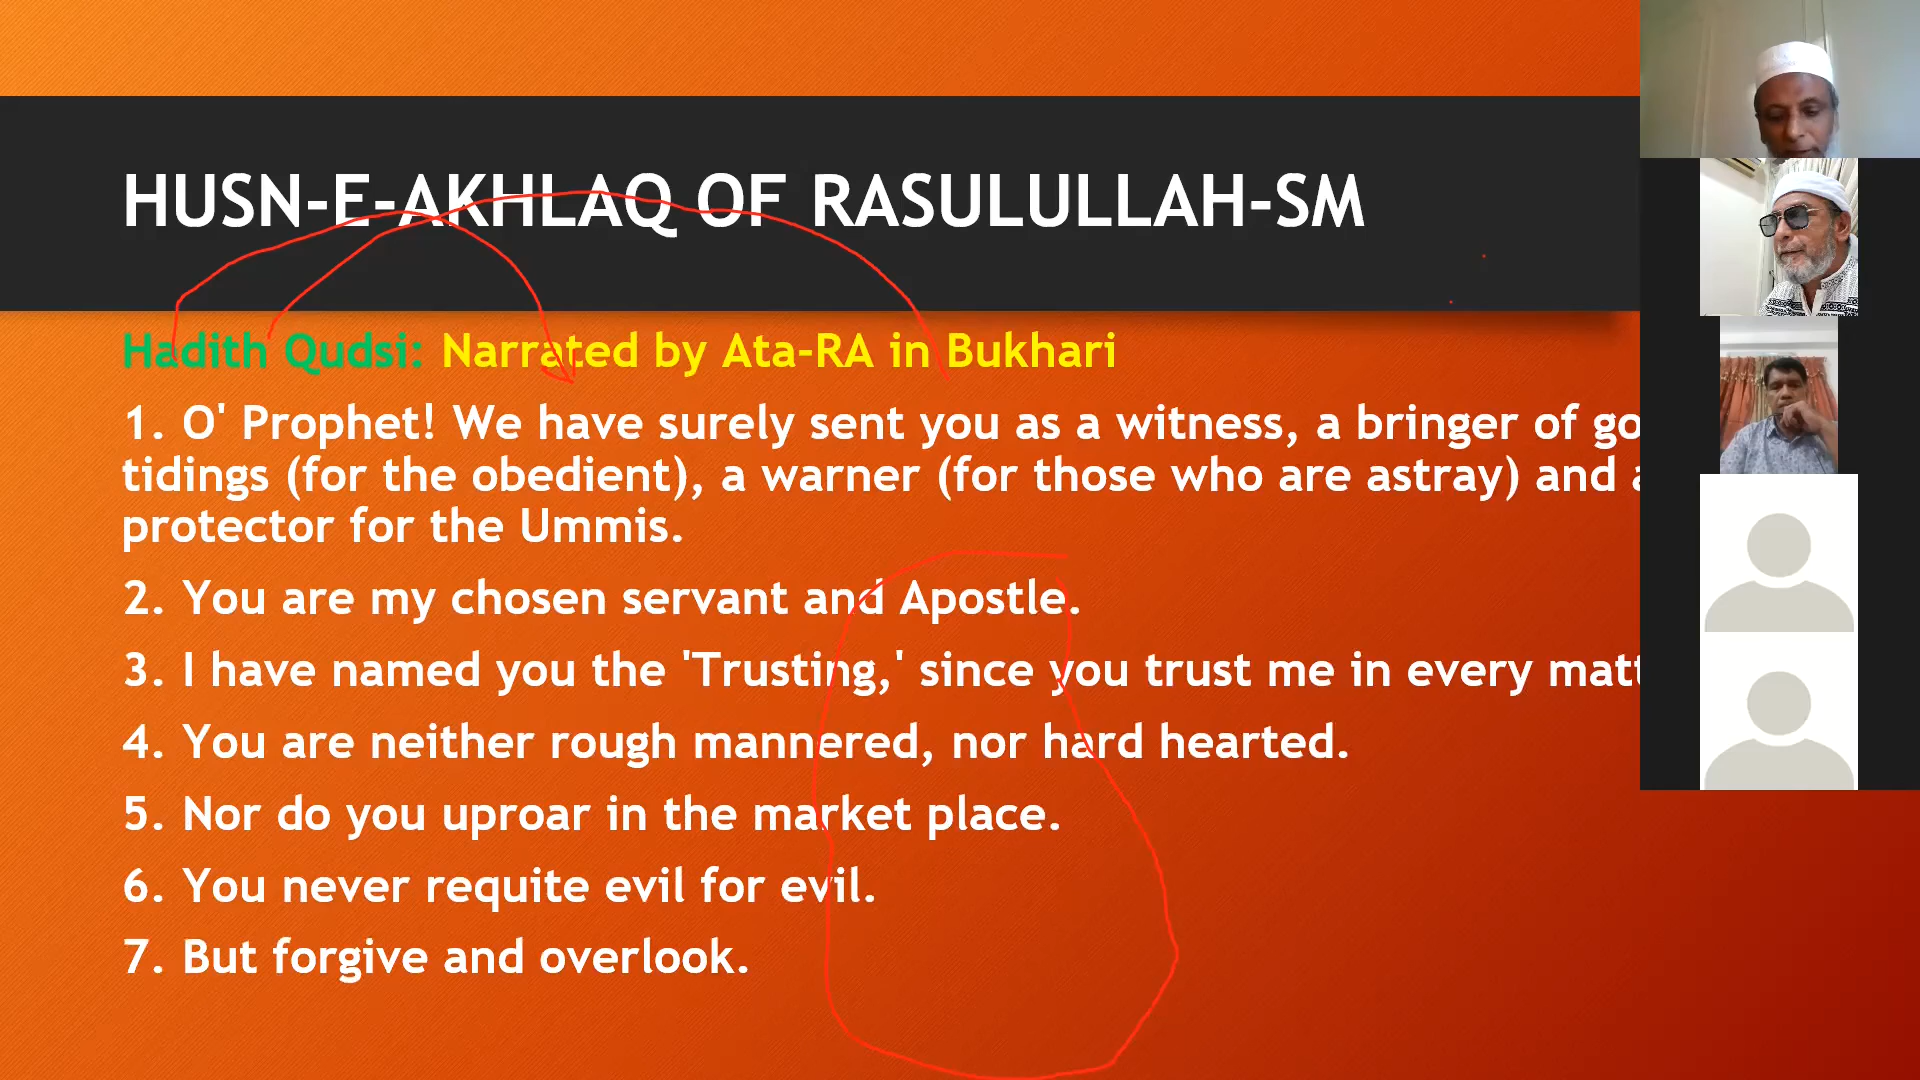 HUSN-E-AKHLAQ OF RASULULLAH-SM
Hadith Qudsi: Narrated by Ata-RA in Bukhari
1. O' Prophet! We have surely sent you as a witness, a bringer of go
tidings (for the obedient), a warner (for those who are astray) and
protector for the Ummis.
2. You are my chosen servant and Apostle.
3. I have named you the 'Trusting,' since you trust me in every matt
4. You are neither rough mannered, nor hard hearted.
5. Nor do you uproar in the market place.
6. You never requite evil for evil.
7. But forgive and overlook.